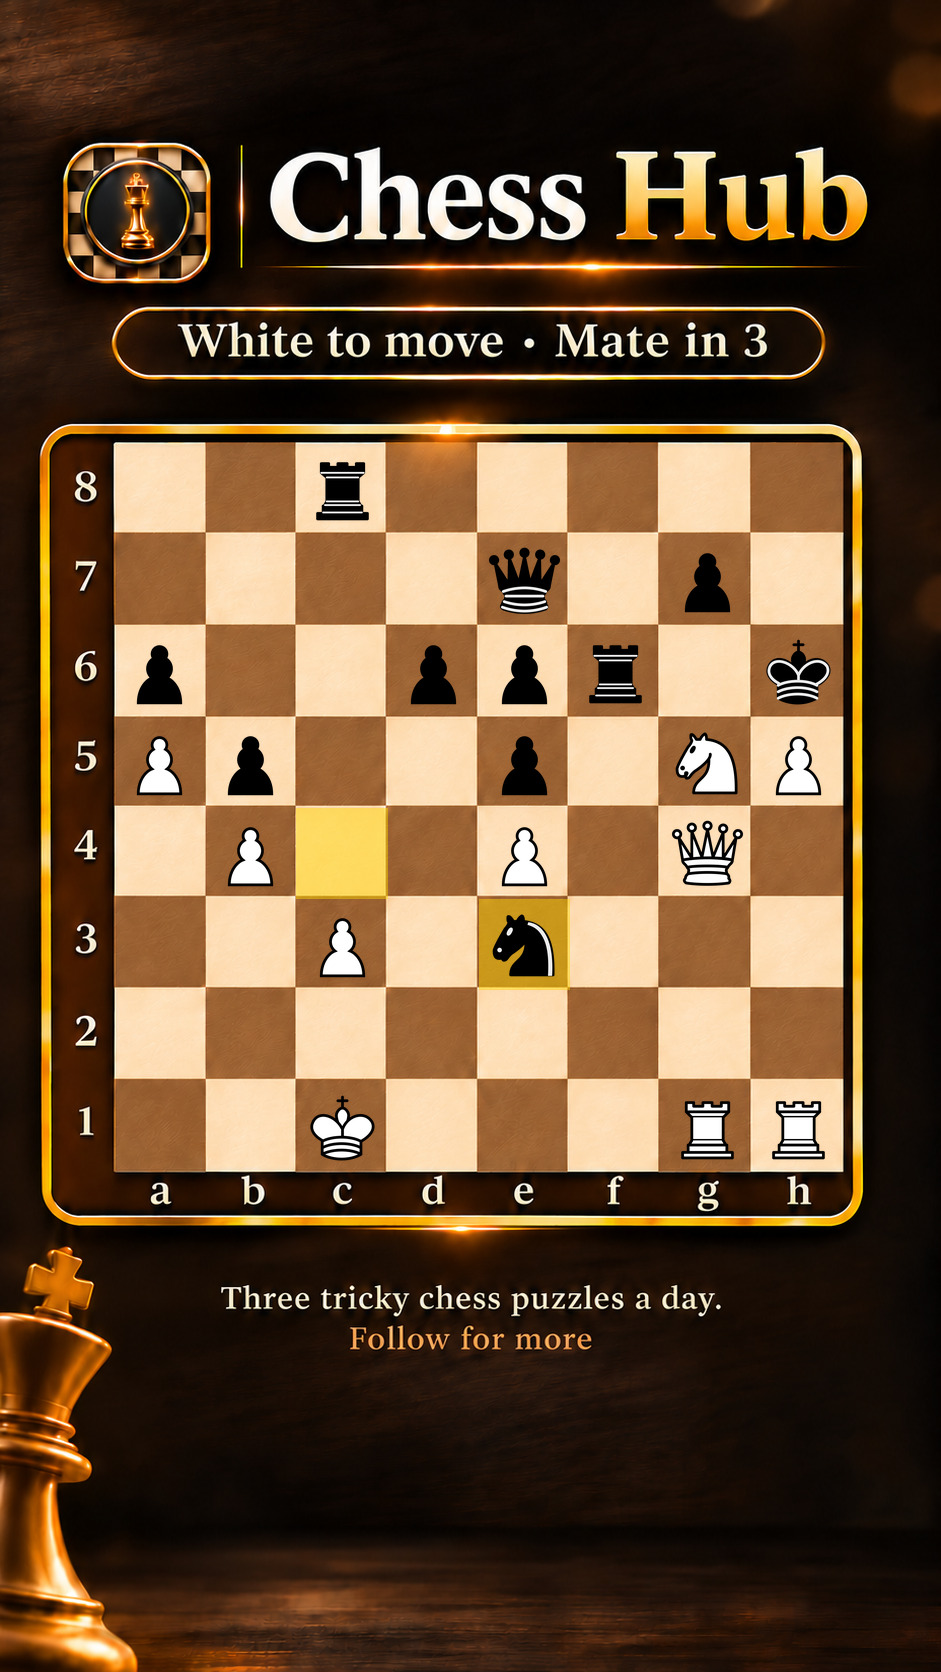 Chess Hub
White to move • Mate in 3
8
7
6
5
4
3
2
1
a b c d e f g h
Three tricky chess puzzles a day.
Follow for more